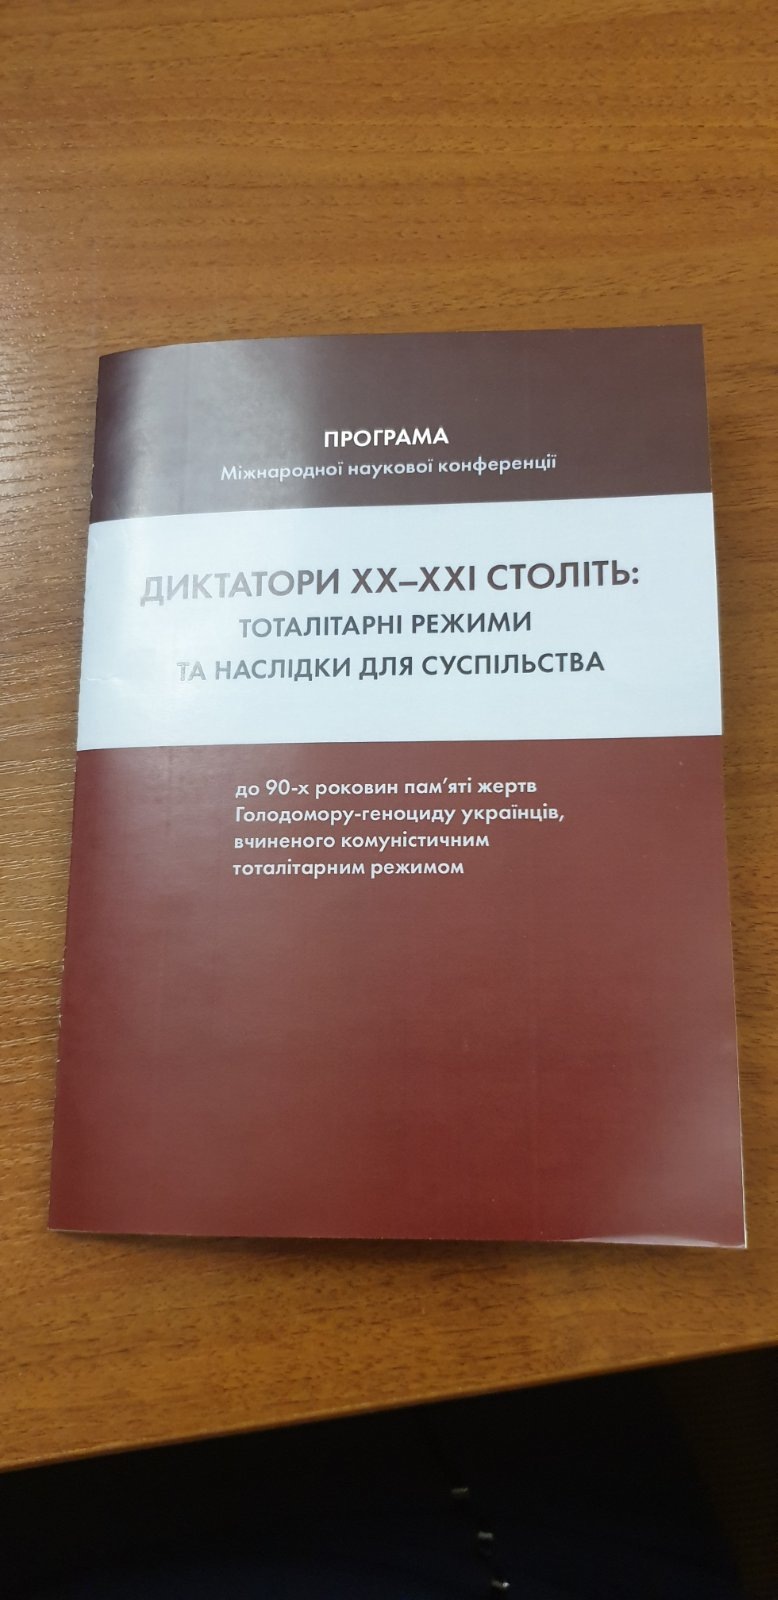 ПРОГРАМА
Міжнародної наукової конференції
ДИКТАТОРИ XX–XXI СТОЛІТЬ:
ТОТАЛІТАРНІ РЕЖИМИ
ТА НАСЛІДКИ ДЛЯ СУСПІЛЬСТВА
до 90-х роковин пам’яті жертв
Голодомору-геноциду українців,
вчиненого комуністичним
тоталітарним режимом